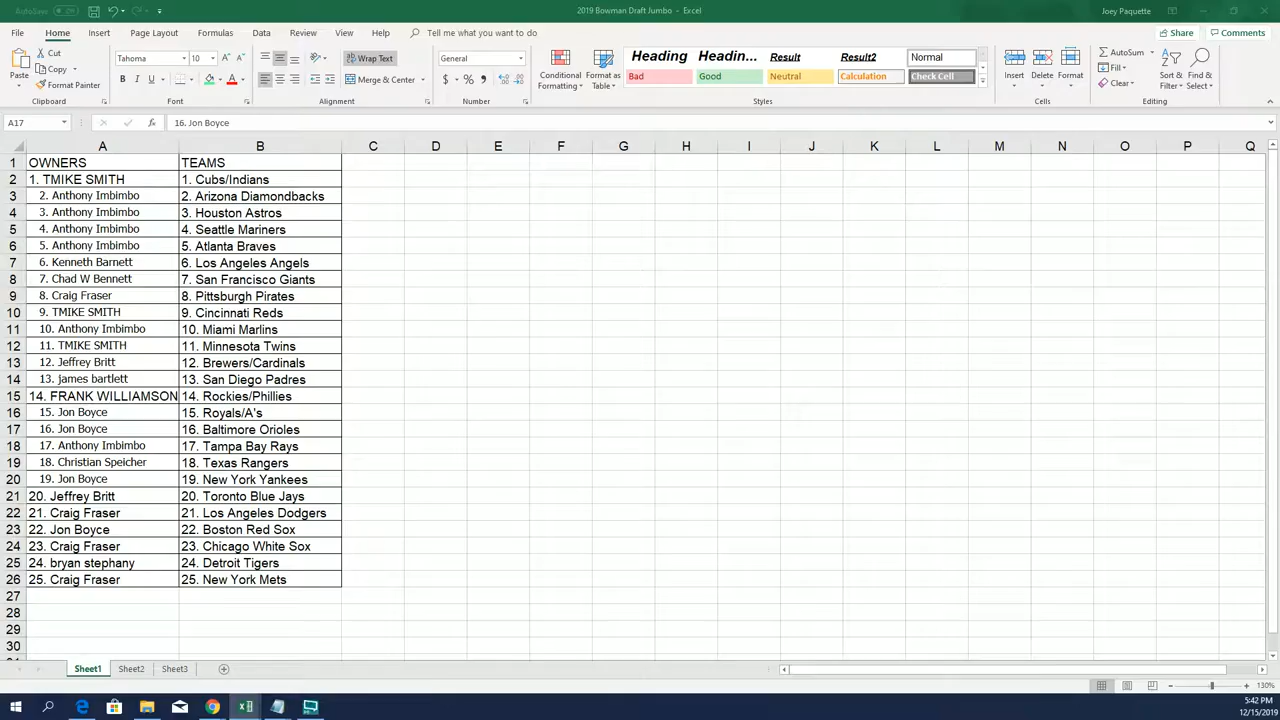 AutoSave Off 2019 Bowman Draft Jumbo - Excel Joey Paquette
File Home Insert Page Layout Formulas Data Review View Help Tell me what you want to do Share Comments
Paste Cut Copy Format Painter Clipboard
Tahoma 10 B I U A Font
Wrap Text Merge & Center Alignment
General $ % Number
Conditional Formatting Format as Table
Heading Headin... Result Result2 Normal
Bad Good Neutral Calculation Check Cell Styles
Insert Delete Format Cells
AutoSum Fill Clear Sort & Filter Find & Select Editing
A17 fx 16. Jon Boyce
A B C D E F G H I J K L M N O P Q
1 OWNERS TEAMS
2 1. TMIKE SMITH 1. Cubs/Indians
3 2. Anthony Imbimbo 2. Arizona Diamondbacks
4 3. Anthony Imbimbo 3. Houston Astros
5 4. Anthony Imbimbo 4. Seattle Mariners
6 5. Anthony Imbimbo 5. Atlanta Braves
7 6. Kenneth Barnett 6. Los Angeles Angels
8 7. Chad W Bennett 7. San Francisco Giants
9 8. Craig Fraser 8. Pittsburgh Pirates
10 9. TMIKE SMITH 9. Cincinnati Reds
11 10. Anthony Imbimbo 10. Miami Marlins
12 11. TMIKE SMITH 11. Minnesota Twins
13 12. Jeffrey Britt 12. Brewers/Cardinals
14 13. james bartlett 13. San Diego Padres
15 14. FRANK WILLIAMSON 14. Rockies/Phillies
16 15. Jon Boyce 15. Royals/A's
17 16. Jon Boyce 16. Baltimore Orioles
18 17. Anthony Imbimbo 17. Tampa Bay Rays
19 18. Christian Speicher 18. Texas Rangers
20 19. Jon Boyce 19. New York Yankees
21 20. Jeffrey Britt 20. Toronto Blue Jays
22 21. Craig Fraser 21. Los Angeles Dodgers
23 22. Jon Boyce 22. Boston Red Sox
24 23. Craig Fraser 23. Chicago White Sox
25 24. bryan stephany 24. Detroit Tigers
26 25. Craig Fraser 25. New York Mets
27
28
29
30
Sheet1 Sheet2 Sheet3
130%
5:42 PM
12/15/2019